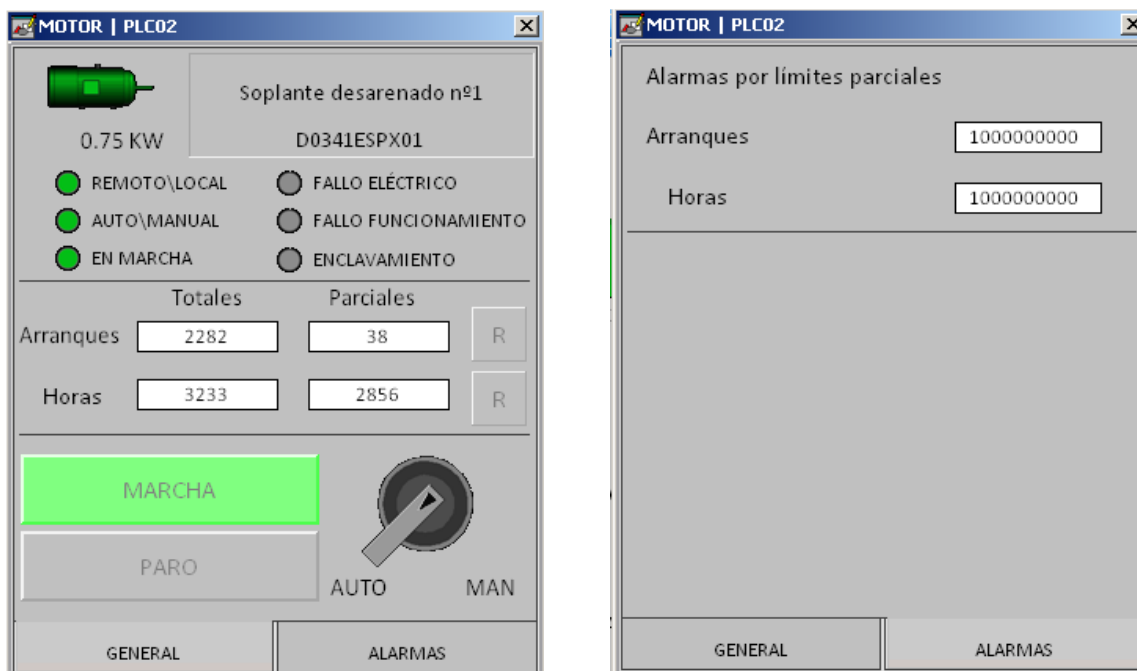 MOTOR | PLC02
Soplante desarenado nº1
0.75 KW
D0341ESPX01
REMOTO\LOCAL
FALLO ELÉCTRICO
AUTO\MANUAL
FALLO FUNCIONAMIENTO
EN MARCHA
ENCLAVAMIENTO
Totales Parciales
Arranques 2282 38 R
Horas 3233 2856 R
MARCHA
PARO
AUTO MAN
GENERAL ALARMAS
MOTOR | PLC02
Alarmas por límites parciales
Arranques 1000000000
Horas 1000000000
GENERAL ALARMAS